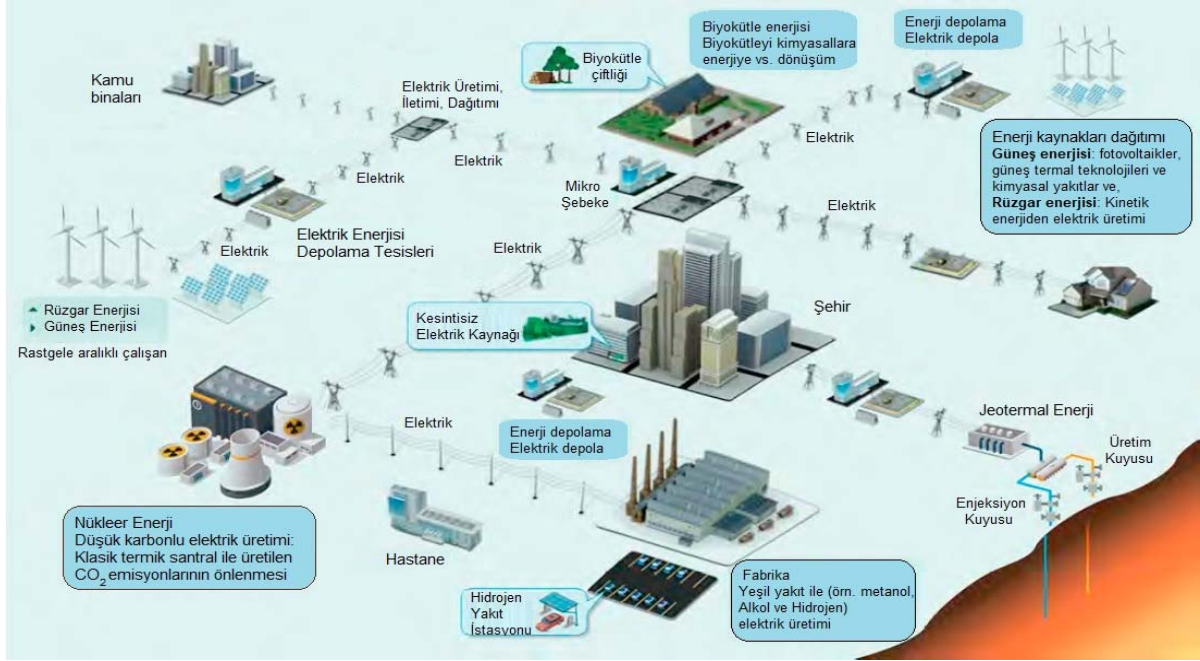 Kamu
binaları
Elektrik Üretimi,
İletimi, Dağıtımı
Biyokütle
çiftliği
Biyokütle enerjisi
Biyokütleyi kimyasallara
enerjiye vs. dönüşüm
Enerji depolama
Elektrik depola
Enerji kaynakları dağıtımı
Güneş enerjisi: fotovoltaikler,
güneş termal teknolojileri ve
kimyasal yakıtlar ve,
Rüzgar enerjisi: Kinetik
enerjiden elektrik üretimi
Elektrik
Elektrik
Elektrik
Mikro
Şebeke
Elektrik
Elektrik
Elektrik Enerjisi
Depolama Tesisleri
Elektrik
Rüzgar Enerjisi
Güneş Enerjisi
Rastgele aralıklı çalışan
Kesintisiz
Elektrik Kaynağı
Şehir
Elektrik
Enerji depolama
Elektrik depola
Jeotermal Enerji
Üretim
Kuyusu
Enjeksiyon
Kuyusu
Nükleer Enerji
Düşük karbonlu elektrik üretimi:
Klasik termik santral ile üretilen
CO2 emisyonlarının önlenmesi
Hastane
Hidrojen
Yakıt
İstasyonu
Fabrika
Yeşil yakıt ile (örn. metanol,
Alkol ve Hidrojen)
elektrik üretimi